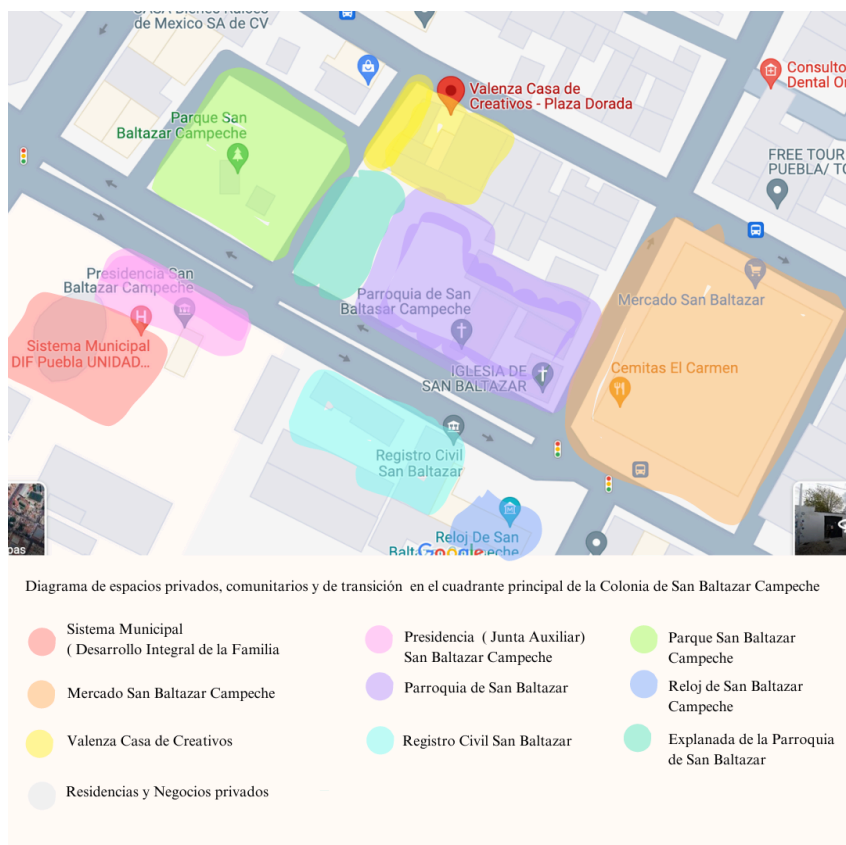 CASA Bienes Raíces
de Mexico SA de CV
Valenza Casa de
Creativos - Plaza Dorada
Consulto
Dental Or
Parque San
Baltazar Campeche
FREE TOUR
PUEBLA/ TO
Presidencia San
Baltazar Campeche
Parroquia de San
Baltasar Campeche
Mercado San Baltazar
Sistema Municipal
DIF Puebla UNIDAD...
IGLESIA DE
SAN BALTAZAR
Cemitas El Carmen
Registro Civil
San Baltazar
Reloj De San
Google
pas
Diagrama de espacios privados, comunitarios y de transición en el cuadrante principal de la Colonia de San Baltazar Campeche
Sistema Municipal
( Desarrollo Integral de la Familia
Presidencia ( Junta Auxiliar)
San Baltazar Campeche
Parque San Baltazar
Campeche
Mercado San Baltazar Campeche
Parroquia de San Baltazar
Reloj de San Baltazar
Campeche
Valenza Casa de Creativos
Registro Civil San Baltazar
Explanada de la Parroquia
de San Baltazar
Residencias y Negocios privados